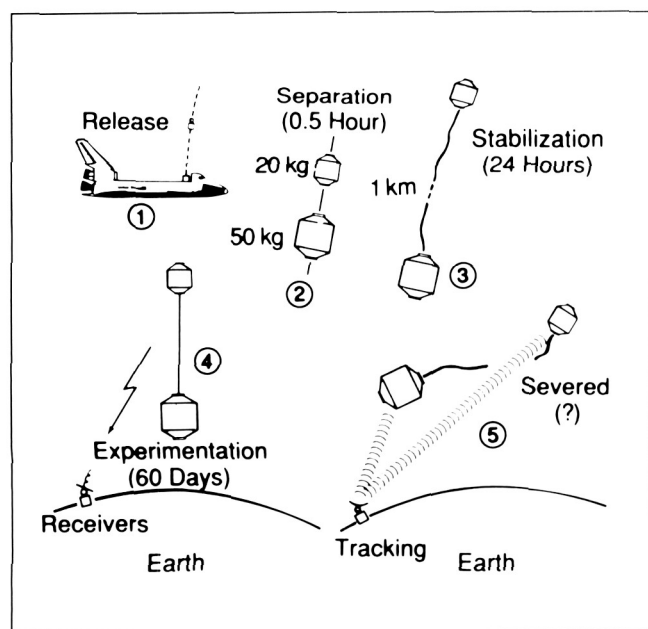 Release
①
Separation
(0.5 Hour)
20 kg
50 kg
②
Stabilization
(24 Hours)
1 km
③
④
Experimentation
(60 Days)
Receivers
Earth
Severed
(?)
⑤
Tracking
Earth